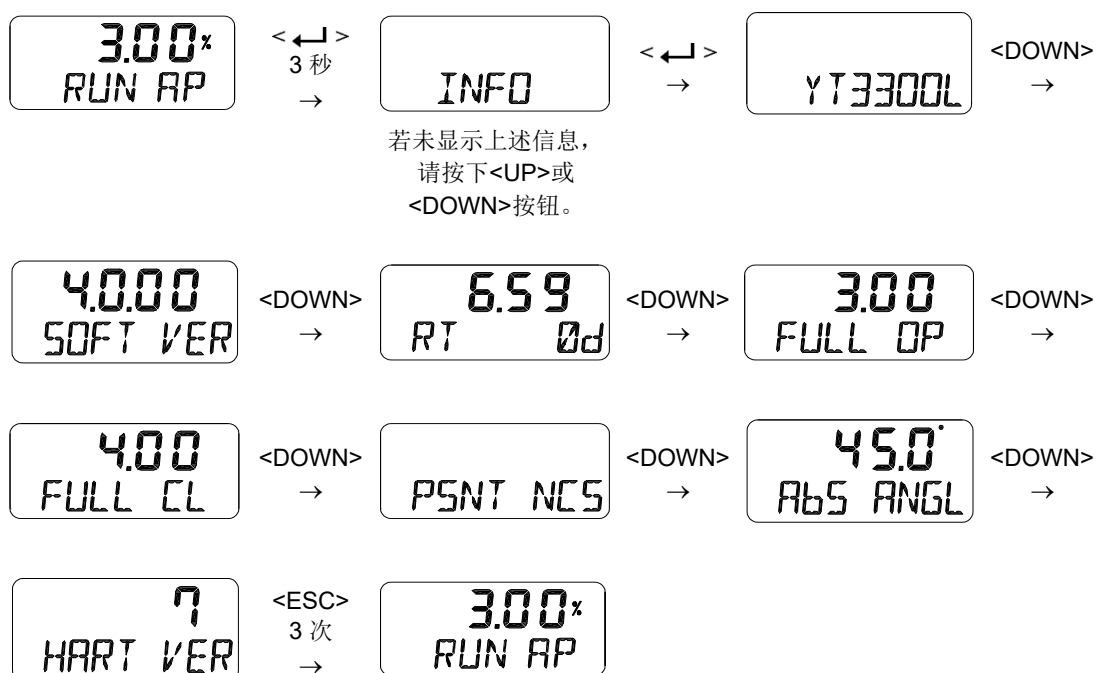 3.00%
RUN AP
< ↵ >
3 秒
→
INFO
若未显示上述信息，
请按下<UP>或
<DOWN>按钮。
< ↵ >
→
YT3300L
<DOWN>
→
4.0.00
SOFT VER
<DOWN>
→
6.59
RT 0d
<DOWN>
→
3.00
FULL OP
<DOWN>
→
4.00
FULL CL
<DOWN>
→
PSNT NCS
<DOWN>
→
45.0°
AbS ANGL
<DOWN>
→
7
HART VER
<ESC>
3 次
→
3.00%
RUN AP